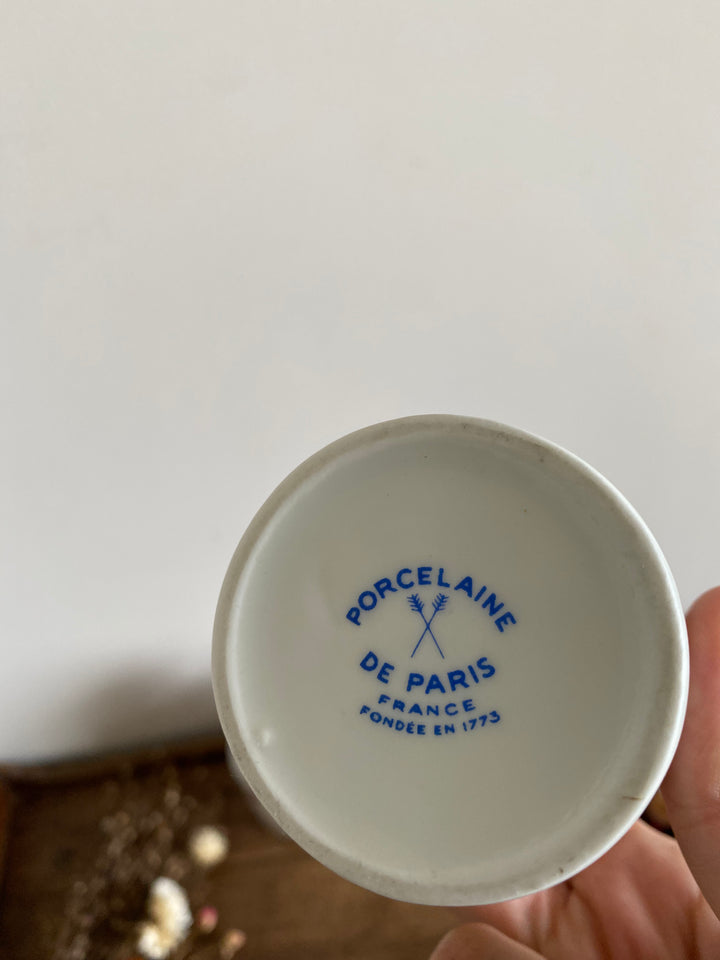 PORCELAINE
DE PARIS
FRANCE
FONDÉE EN 1773